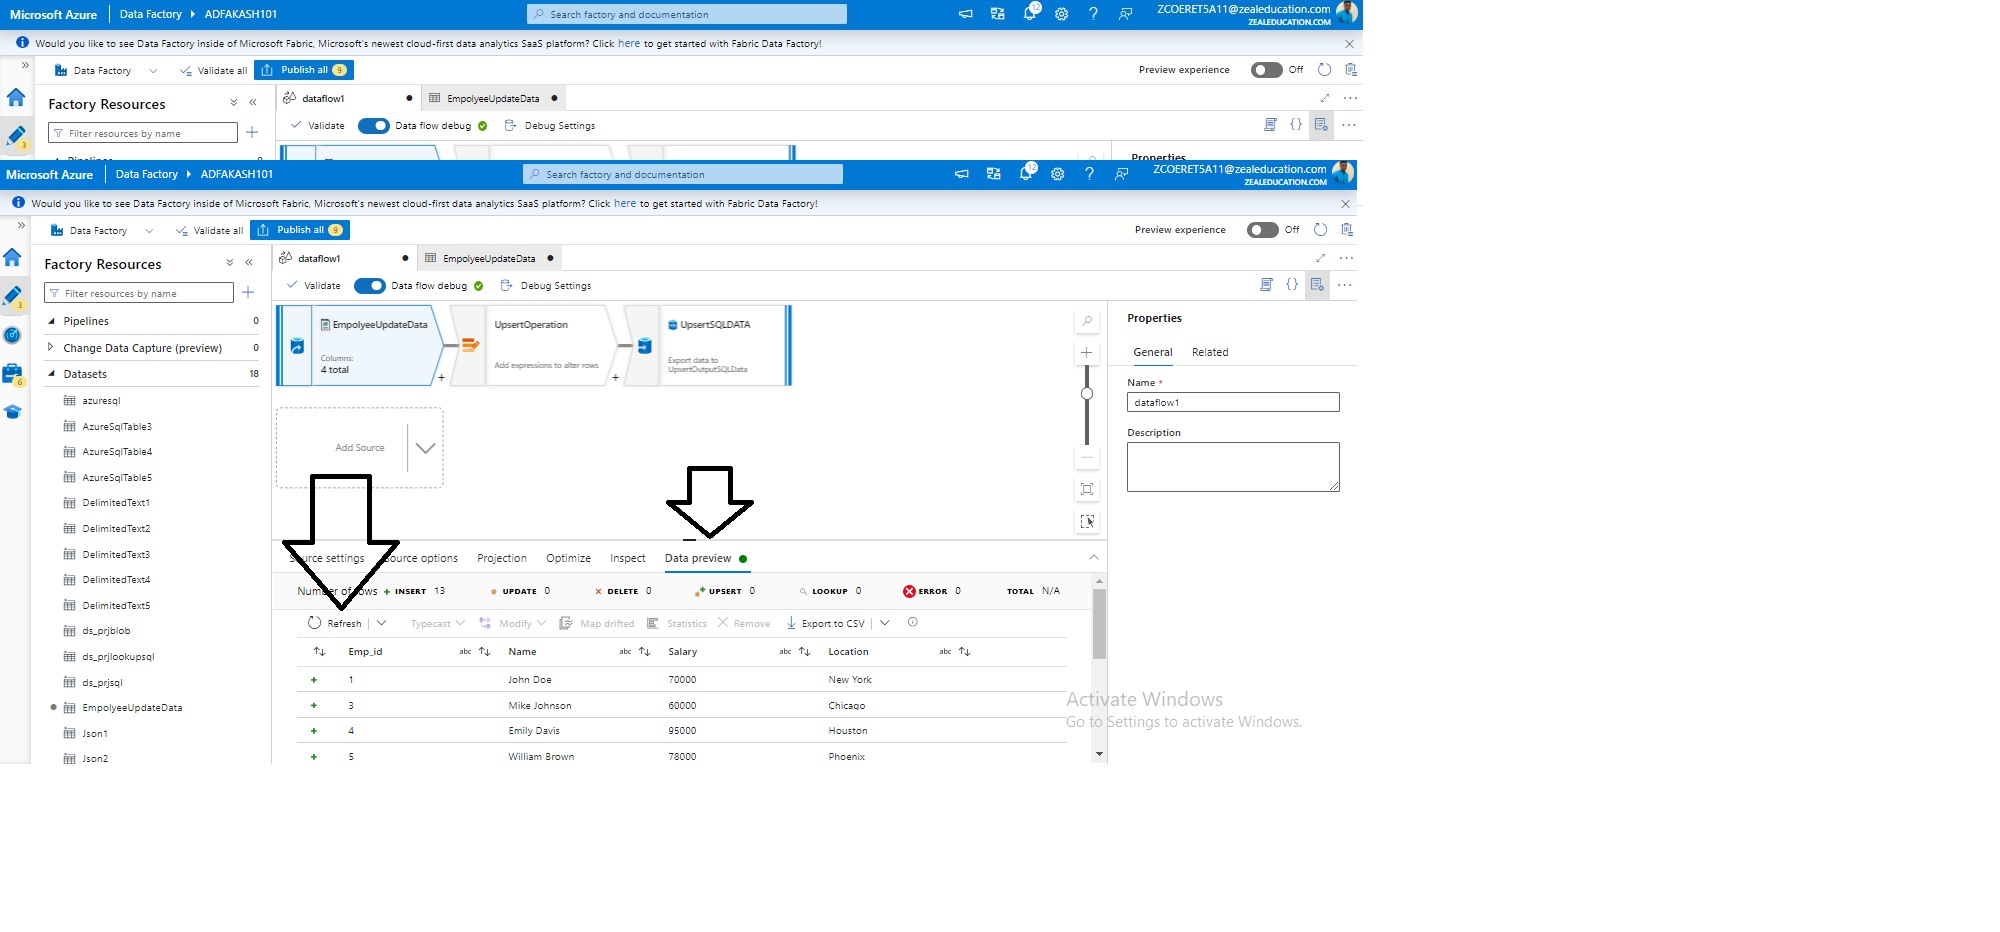 Microsoft Azure Data Factory ADFAKASH101 Search factory and documentation 12 ZCOERET5A11@zealeducation.com
ZEALEDUCATION.COM
Would you like to see Data Factory inside of Microsoft Fabric, Microsoft's newest cloud-first data analytics SaaS platform? Click here to get started with Fabric Data Factory!
Data Factory Validate all Publish all 9 Preview experience Off
Factory Resources dataflow1 EmpolyeeUpdateData
3 Filter resources by name Validate Data flow debug Debug Settings
Pipelines Properties
Microsoft Azure Data Factory ADFAKASH101 Search factory and documentation 12 ZCOERET5A11@zealeducation.com
ZEALEDUCATION.COM
Would you like to see Data Factory inside of Microsoft Fabric, Microsoft's newest cloud-first data analytics SaaS platform? Click here to get started with Fabric Data Factory!
Data Factory Validate all Publish all 9 Preview experience Off
Factory Resources
3 Filter resources by name
Pipelines 0
Change Data Capture (preview) 0
6 Datasets 18
azuresql
AzureSqlTable3
AzureSqlTable4
AzureSqlTable5
DelimitedText1
DelimitedText2
DelimitedText3
DelimitedText4
DelimitedText5
ds_prjblob
ds_prjlookupsql
ds_prjsql
EmpolyeeUpdateData
Json1
Json2
dataflow1 EmpolyeeUpdateData
Validate Data flow debug Debug Settings
EmpolyeeUpdateData
Columns:
4 total
UpsertOperation
Add expressions to alter rows
UpsertSQLDATA
Export data to
UpsertOutputSQLData
Add Source
Source settings Source options Projection Optimize Inspect Data preview
Number of rows INSERT 13 UPDATE 0 DELETE 0 UPSERT 0 LOOKUP 0 ERROR 0 TOTAL N/A
Refresh Typecast Modify Map drifted Statistics Remove Export to CSV
Emp_id abc Name abc Salary abc Location abc
1 John Doe 70000 New York
3 Mike Johnson 60000 Chicago
4 Emily Davis 95000 Houston
5 William Brown 78000 Phoenix
Properties
General Related
Name *
dataflow1
Description
Activate Windows
Go to Settings to activate Windows.